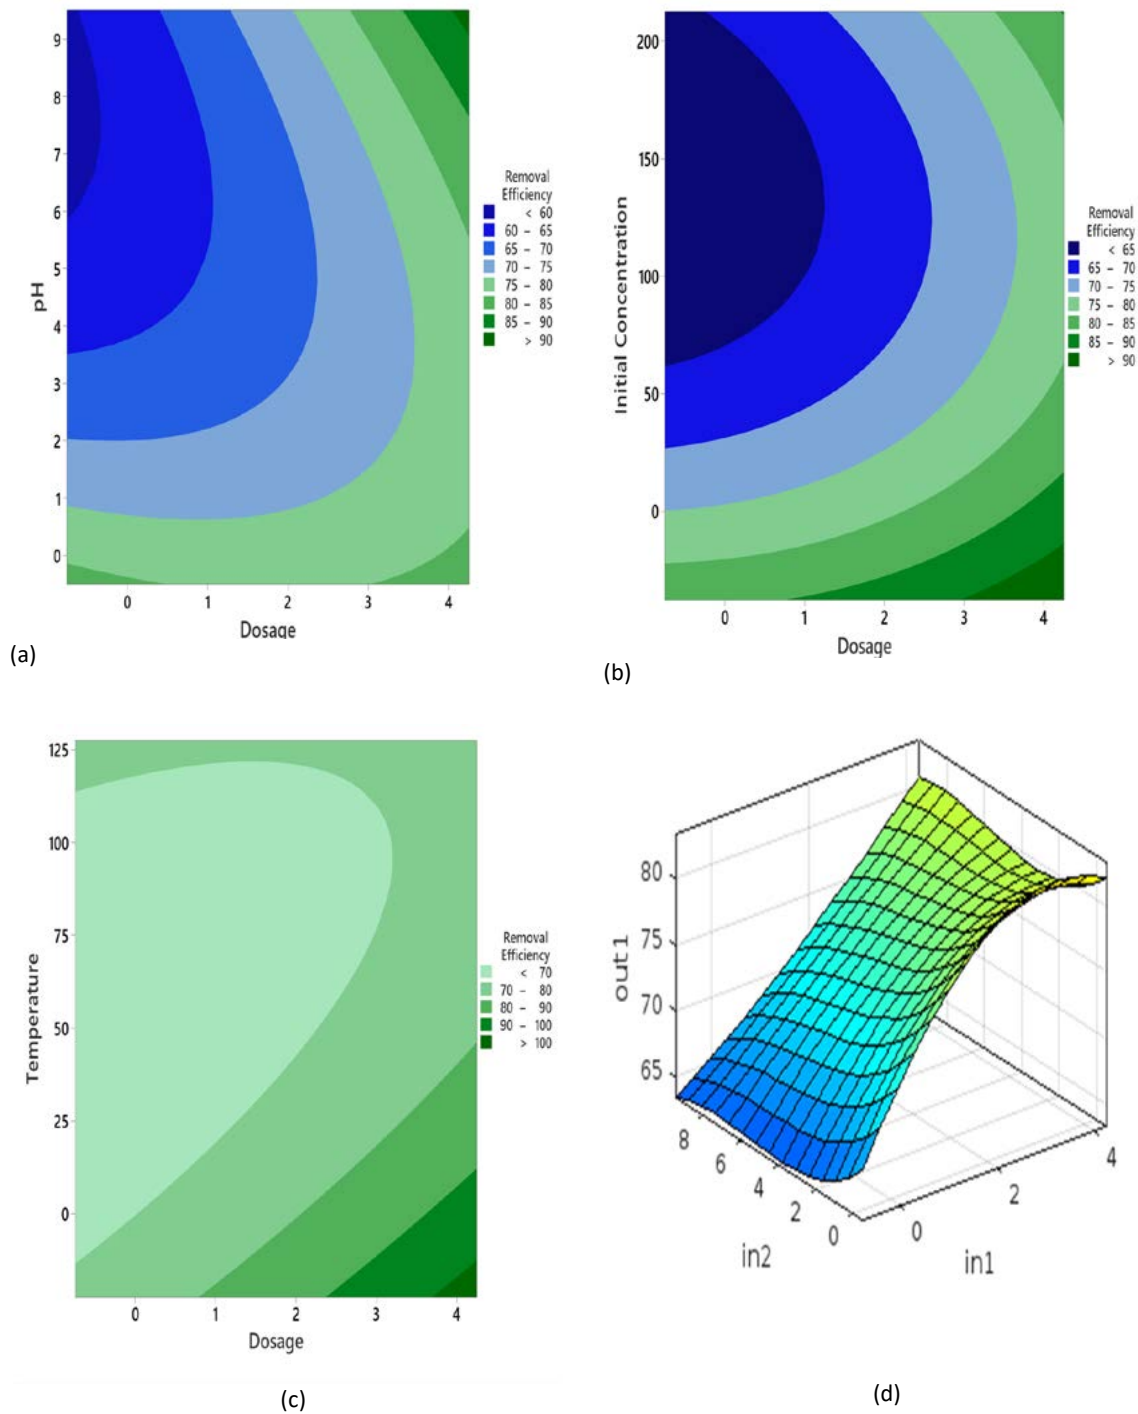 9
8
7
6
5
4
3
2
1
0
pH
0 1 2 3 4
Dosage
Removal
Efficiency
< 60
60 – 65
65 – 70
70 – 75
75 – 80
80 – 85
85 – 90
> 90
(a)
200
150
100
50
0
Initial Concentration
0 1 2 3 4
Dosage
Removal
Efficiency
< 65
65 – 70
70 – 75
75 – 80
80 – 85
85 – 90
> 90
(b)
125
100
75
50
25
0
Temperature
0 1 2 3 4
Dosage
Removal
Efficiency
< 70
70 – 80
80 – 90
90 – 100
> 100
(c)
80
75
70
65
out1
8
6
4
2
0
in2
0
2
4
in1
(d)